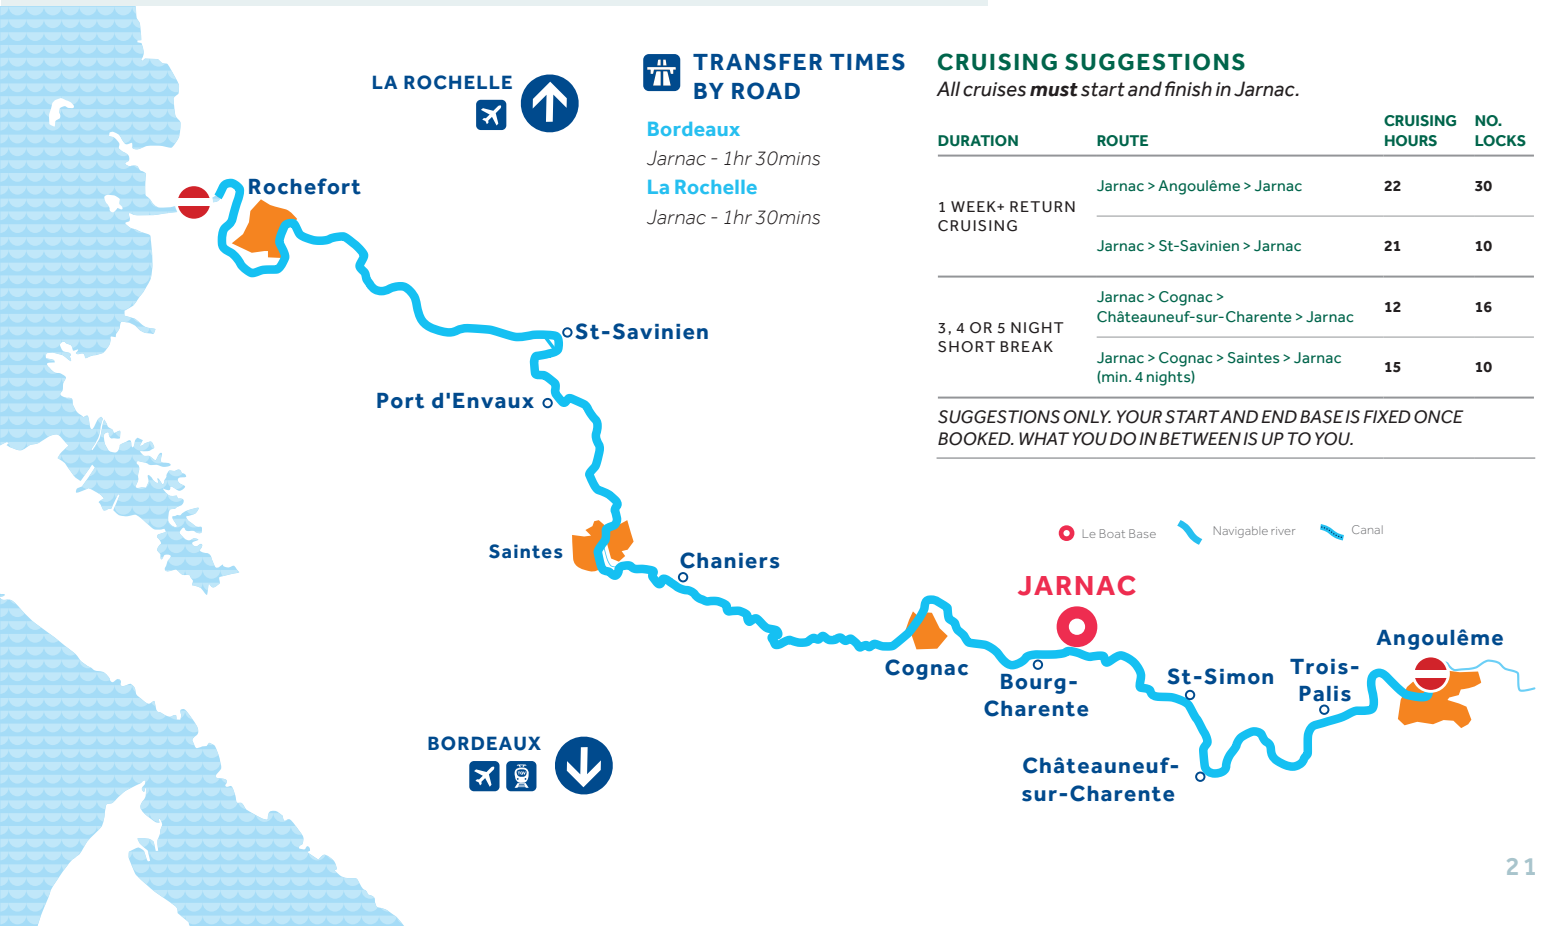 LA ROCHELLE
TRANSFER TIMES
BY ROAD
Bordeaux
Jarnac - 1hr 30mins
La Rochelle
Jarnac - 1hr 30mins
CRUISING SUGGESTIONS
All cruises must start and finish in Jarnac.
DURATION
ROUTE
CRUISING
HOURS
NO.
LOCKS
1 WEEK+ RETURN
CRUISING
Jarnac > Angoulême > Jarnac
22
30
Jarnac > St-Savinien > Jarnac
21
10
3, 4 OR 5 NIGHT
SHORT BREAK
Jarnac > Cognac >
Châteauneuf-sur-Charente > Jarnac
12
16
Jarnac > Cognac > Saintes > Jarnac
(min. 4 nights)
15
10
SUGGESTIONS ONLY. YOUR START AND END BASE IS FIXED ONCE
BOOKED. WHAT YOU DO IN BETWEEN IS UP TO YOU.
Le Boat Base
Navigable river
Canal
Rochefort
St-Savinien
Port d'Envaux
Saintes
Chaniers
JARNAC
Cognac
Bourg-
Charente
St-Simon
Trois-
Palis
Angoulême
Châteauneuf-
sur-Charente
BORDEAUX
TGV
21